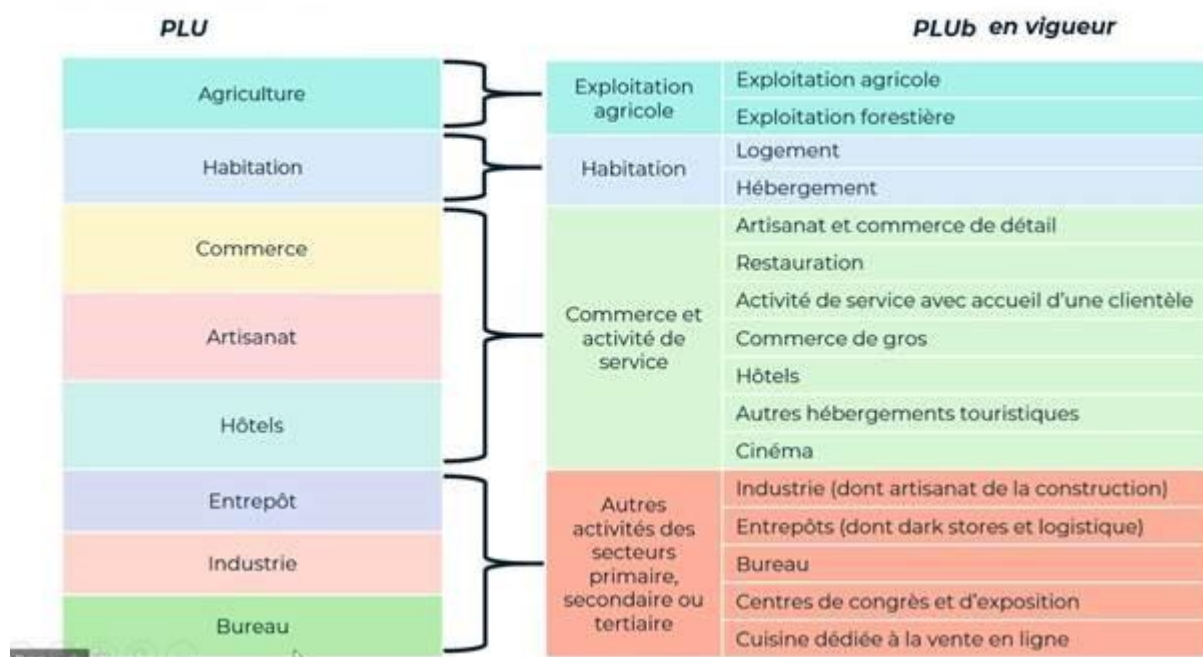 PLU
PLUb en vigueur
Agriculture
Habitation
Commerce
Artisanat
Hôtels
Entrepôt
Industrie
Bureau
Exploitation
agricole
Exploitation agricole
Exploitation forestière
Habitation
Logement
Hébergement
Commerce et
activité de
service
Artisanat et commerce de détail
Restauration
Activité de service avec accueil d'une clientèle
Commerce de gros
Hôtels
Autres hébergements touristiques
Cinéma
Autres
activités des
secteurs
primaire,
secondaire ou
tertiaire
Industrie (dont artisanat de la construction)
Entrepôts (dont dark stores et logistique)
Bureau
Centres de congrès et d'exposition
Cuisine dédiée à la vente en ligne